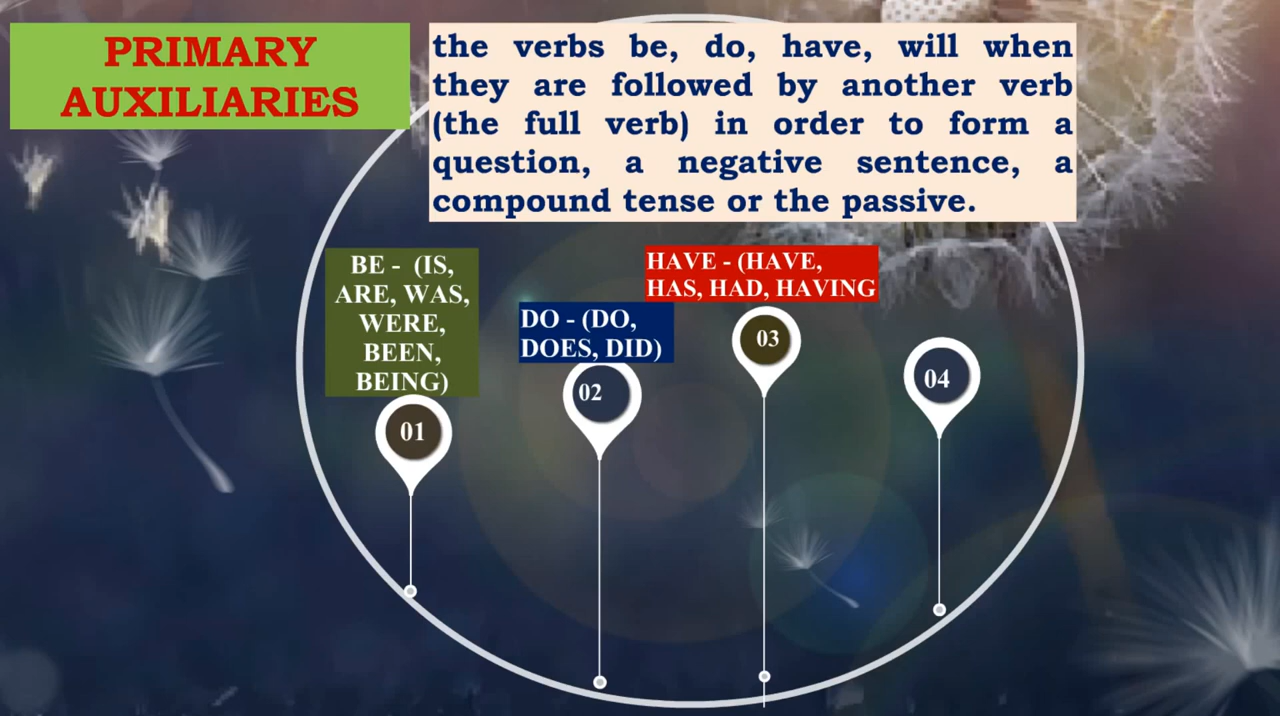 PRIMARY
AUXILIARIES
the verbs be, do, have, will when
they are followed by another verb
(the full verb) in order to form a
question, a negative sentence, a
compound tense or the passive.
BE - (IS,
ARE, WAS,
WERE,
BEEN,
BEING)
01
DO - (DO,
DOES, DID)
02
HAVE - (HAVE,
HAS, HAD, HAVING
03
04